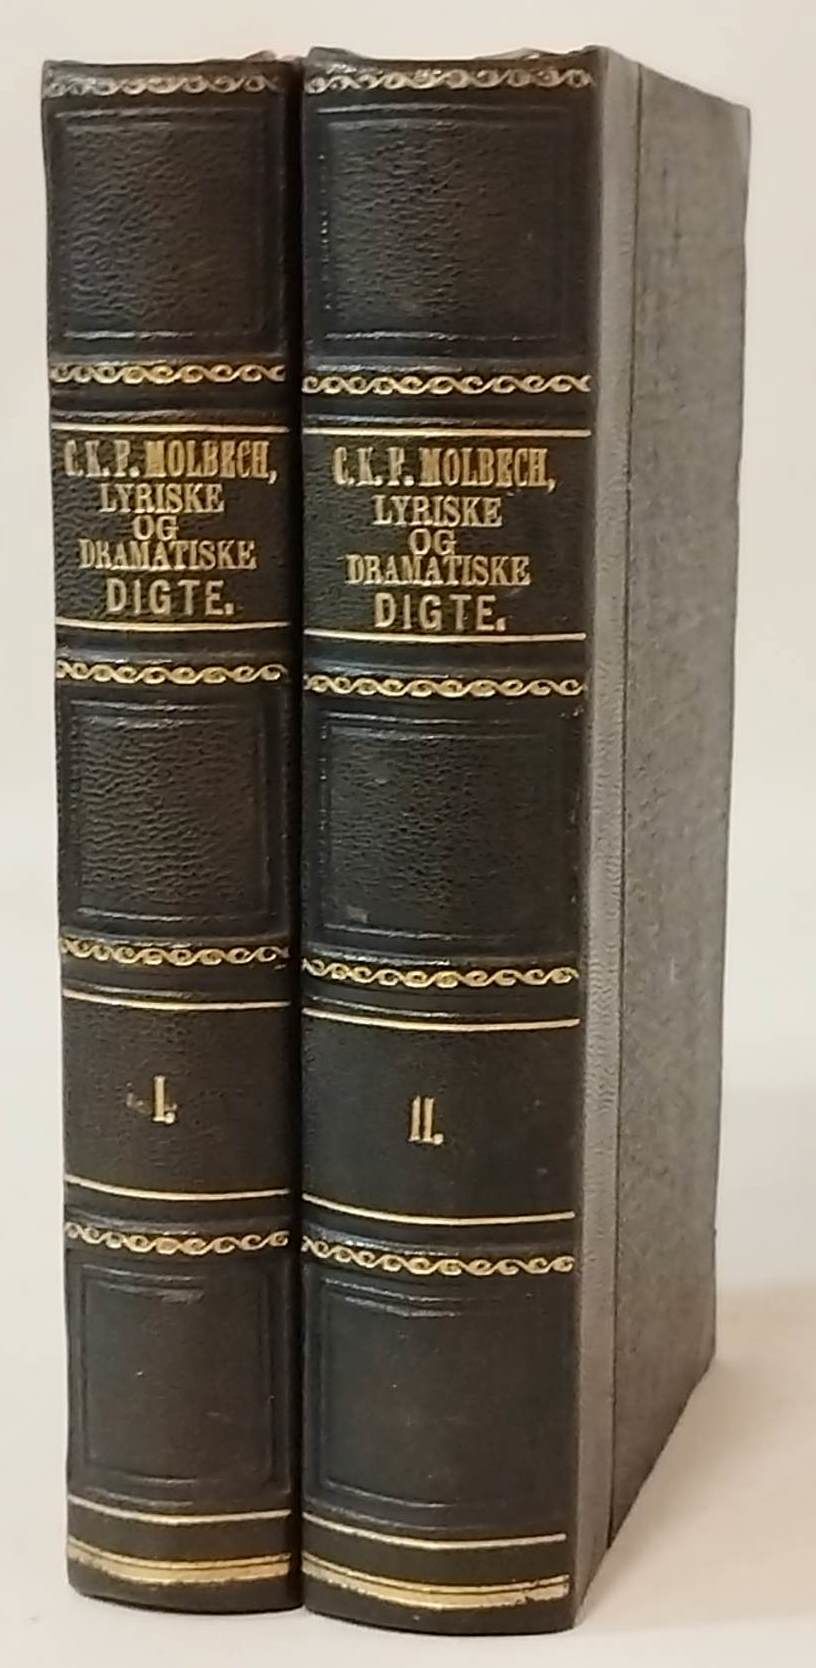 C.K.F. MOLBECH,
LYRISKE
OG
DRAMATISKE
DIGTE.
I.
C.K.F. MOLBECH,
LYRISKE
OG
DRAMATISKE
DIGTE.
II.